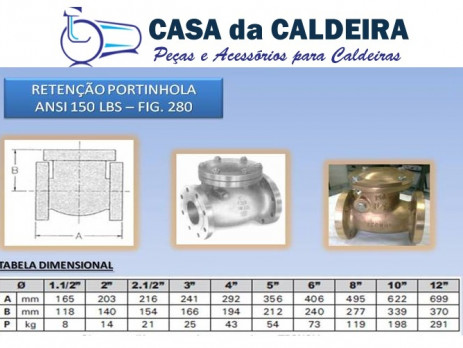 CASA da CALDEIRA
Peças e Acessórios para Caldeiras
RETENÇÃO PORTINHOLA
ANSI 150 LBS – FIG. 280
B
A
TABELA DIMENSIONAL
Ø 1.1/2” 2” 2.1/2” 3” 4” 5” 6” 8” 10” 12”
A mm 165 203 216 241 292 356 406 495 622 699
B mm 118 140 154 166 194 212 240 277 339 370
P kg 8 14 21 25 43 54 73 119 198 291